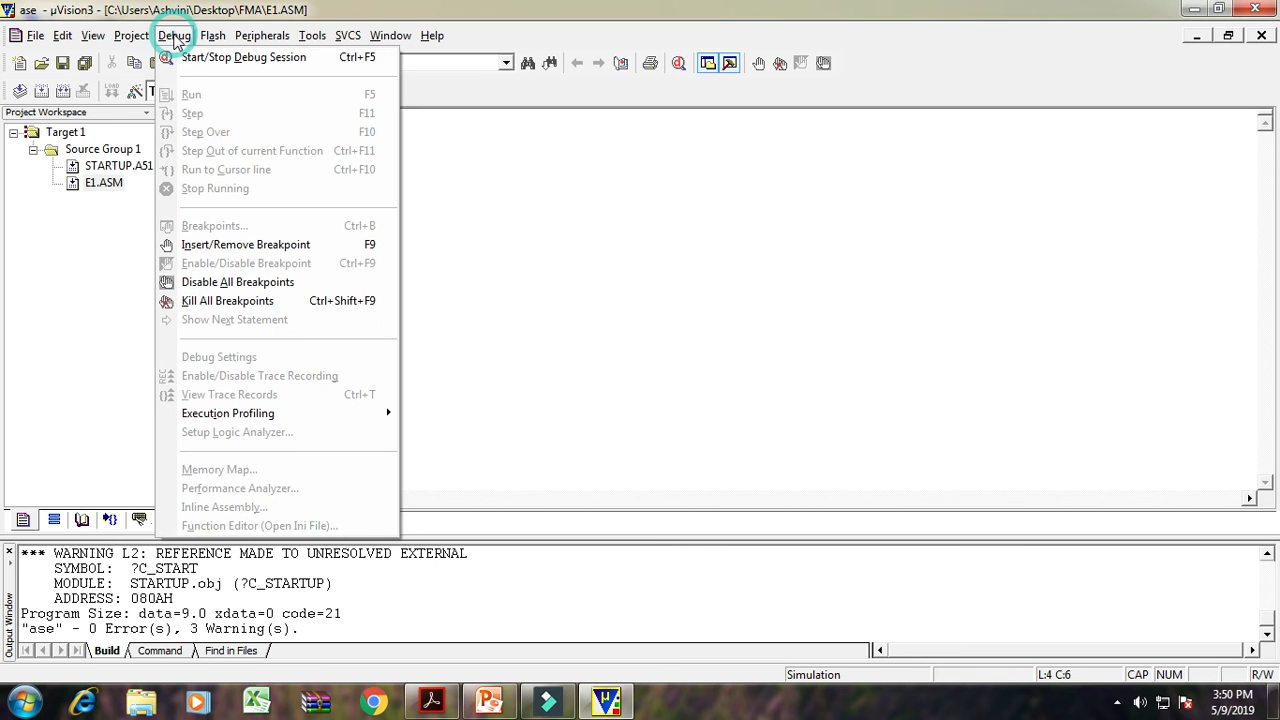 ase - µVision3 - [C:\Users\Ashvini\Desktop\FMA\E1.ASM]
File Edit View Project Debug Flash Peripherals Tools SVCS Window Help
Start/Stop Debug Session Ctrl+F5
Run F5
Step F11
Step Over F10
Step Out of current Function Ctrl+F11
Run to Cursor line Ctrl+F10
Stop Running
Breakpoints... Ctrl+B
Insert/Remove Breakpoint F9
Enable/Disable Breakpoint Ctrl+F9
Disable All Breakpoints
Kill All Breakpoints Ctrl+Shift+F9
Show Next Statement
Debug Settings
Enable/Disable Trace Recording
View Trace Records Ctrl+T
Execution Profiling
Setup Logic Analyzer...
Memory Map...
Performance Analyzer...
Inline Assembly...
Function Editor (Open Ini File)...
Project Workspace
Target 1
Source Group 1
STARTUP.A51
E1.ASM
*** WARNING L2: REFERENCE MADE TO UNRESOLVED EXTERNAL
SYMBOL: ?C_START
MODULE: STARTUP.obj (?C_STARTUP)
ADDRESS: 080AH
Program Size: data=9.0 xdata=0 code=21
"ase" - 0 Error(s), 3 Warning(s).
Output Window
Build Command Find in Files
Simulation L:4 C:6 CAP NUM R/W
3:50 PM
5/9/2019